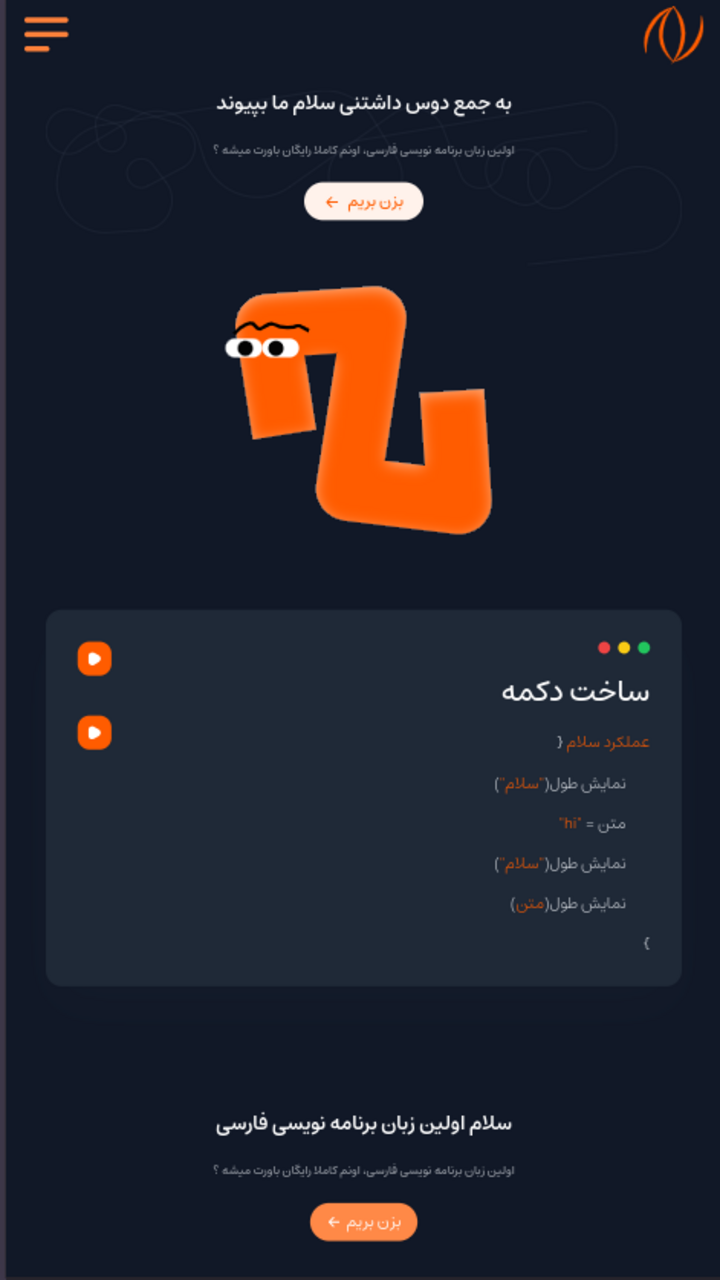 به جمع دوس داشتنی سلام ما بپیوند
اولین زبان برنامه نویسی فارسی، اونم کاملا رایگان باورت میشه ؟
بزن بریم ←
ساخت دکمه
عملکرد سلام {
نمایش طول("سلام")
متن = "hi"
نمایش طول("سلام")
نمایش طول(متن)
}
سلام اولین زبان برنامه نویسی فارسی
اولین زبان برنامه نویسی فارسی، اونم کاملا رایگان باورت میشه ؟
بزن بریم ←